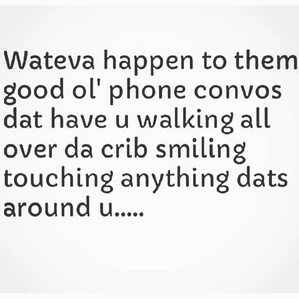 Wateva happen to them
good ol' phone convos
dat have u walking all
over da crib smiling
touching anything dats
around u.....